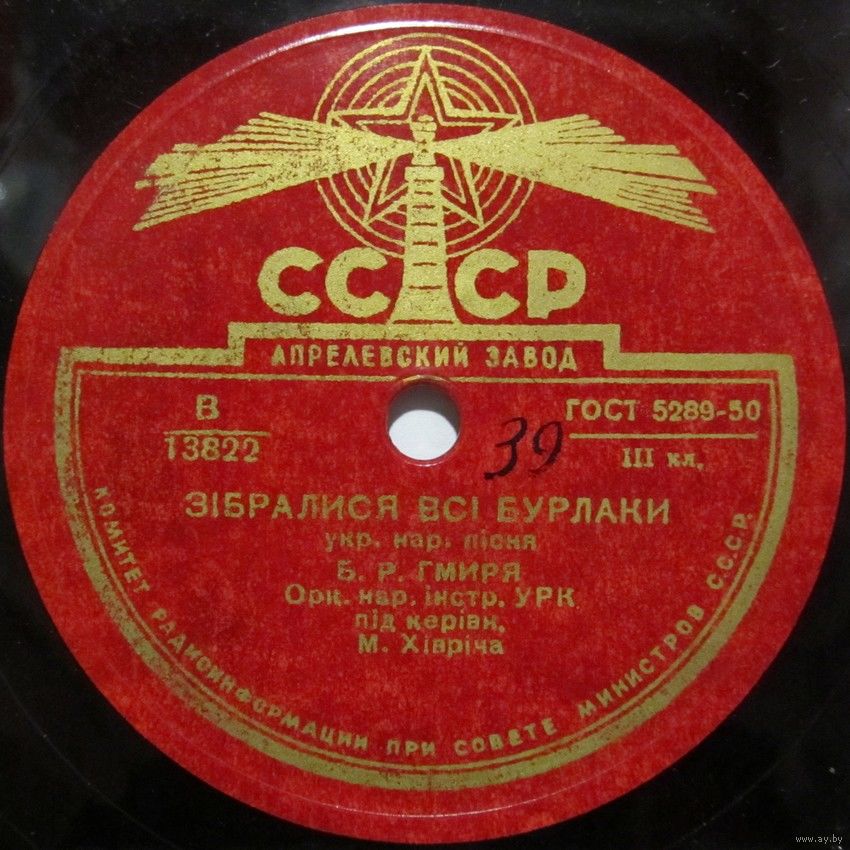 СССР
АПРЕЛЕВСКИЙ ЗАВОД
В
13822
39
ГОСТ 5289-50
III кл.
ЗІБРАЛИСЯ ВСІ БУРЛАКИ
укр. нар. пісня
Б. Р. ГМИРЯ
Орк. нар. інстр. УРК
під керівн.
М. Хівріча
КОМИТЕТ РАДИОИНФОРМАЦИИ ПРИ СОВЕТЕ МИНИСТРОВ СССР.
www.ay.by